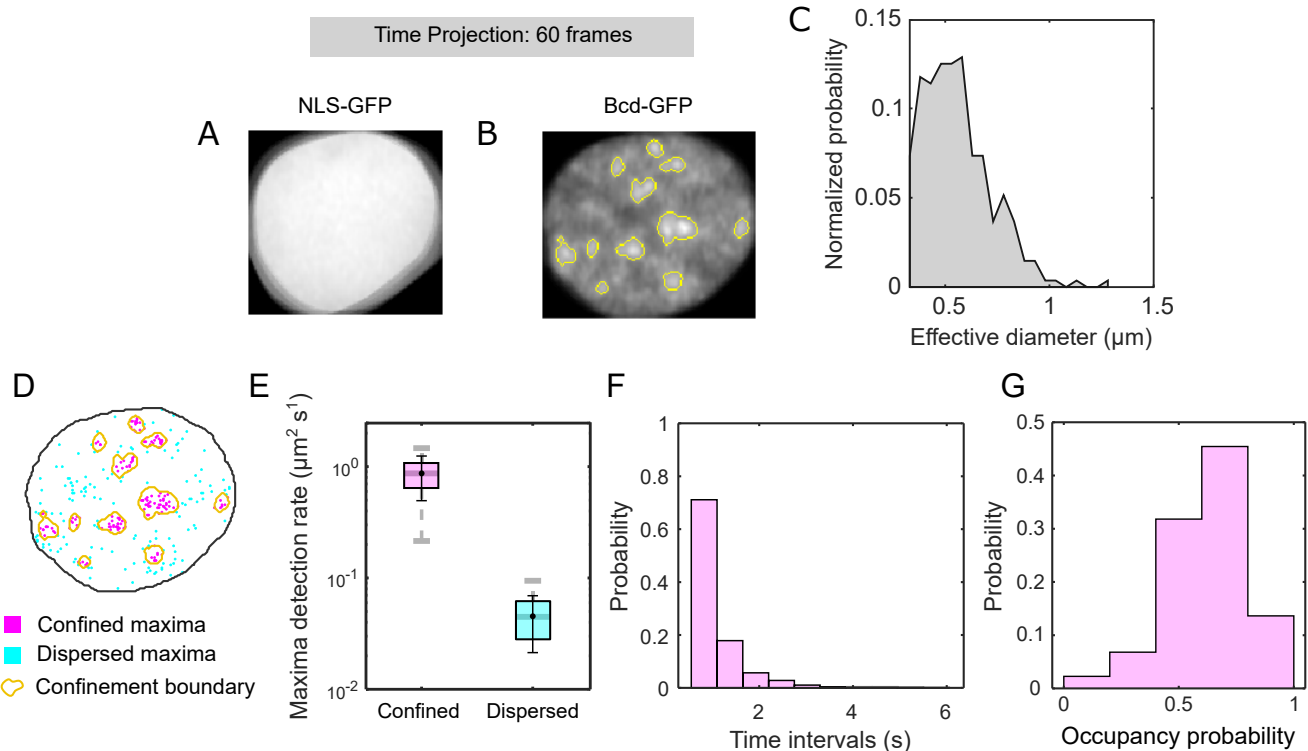 Time Projection: 60 frames
NLS-GFP
Bcd-GFP
A
B
C
0.15
0.1
0.05
0
Normalized probability
0.5
1
1.5
Effective diameter (µm)
D
Confined maxima
Dispersed maxima
Confinement boundary
E
Maxima detection rate (µm² s¹)
10⁰
10⁻¹
10⁻²
Confined
Dispersed
F
Probability
1
0.8
0.6
0.4
0.2
0
2
4
6
Time intervals (s)
G
Probability
0.5
0.4
0.3
0.2
0.1
0
0
0.5
1
Occupancy probability